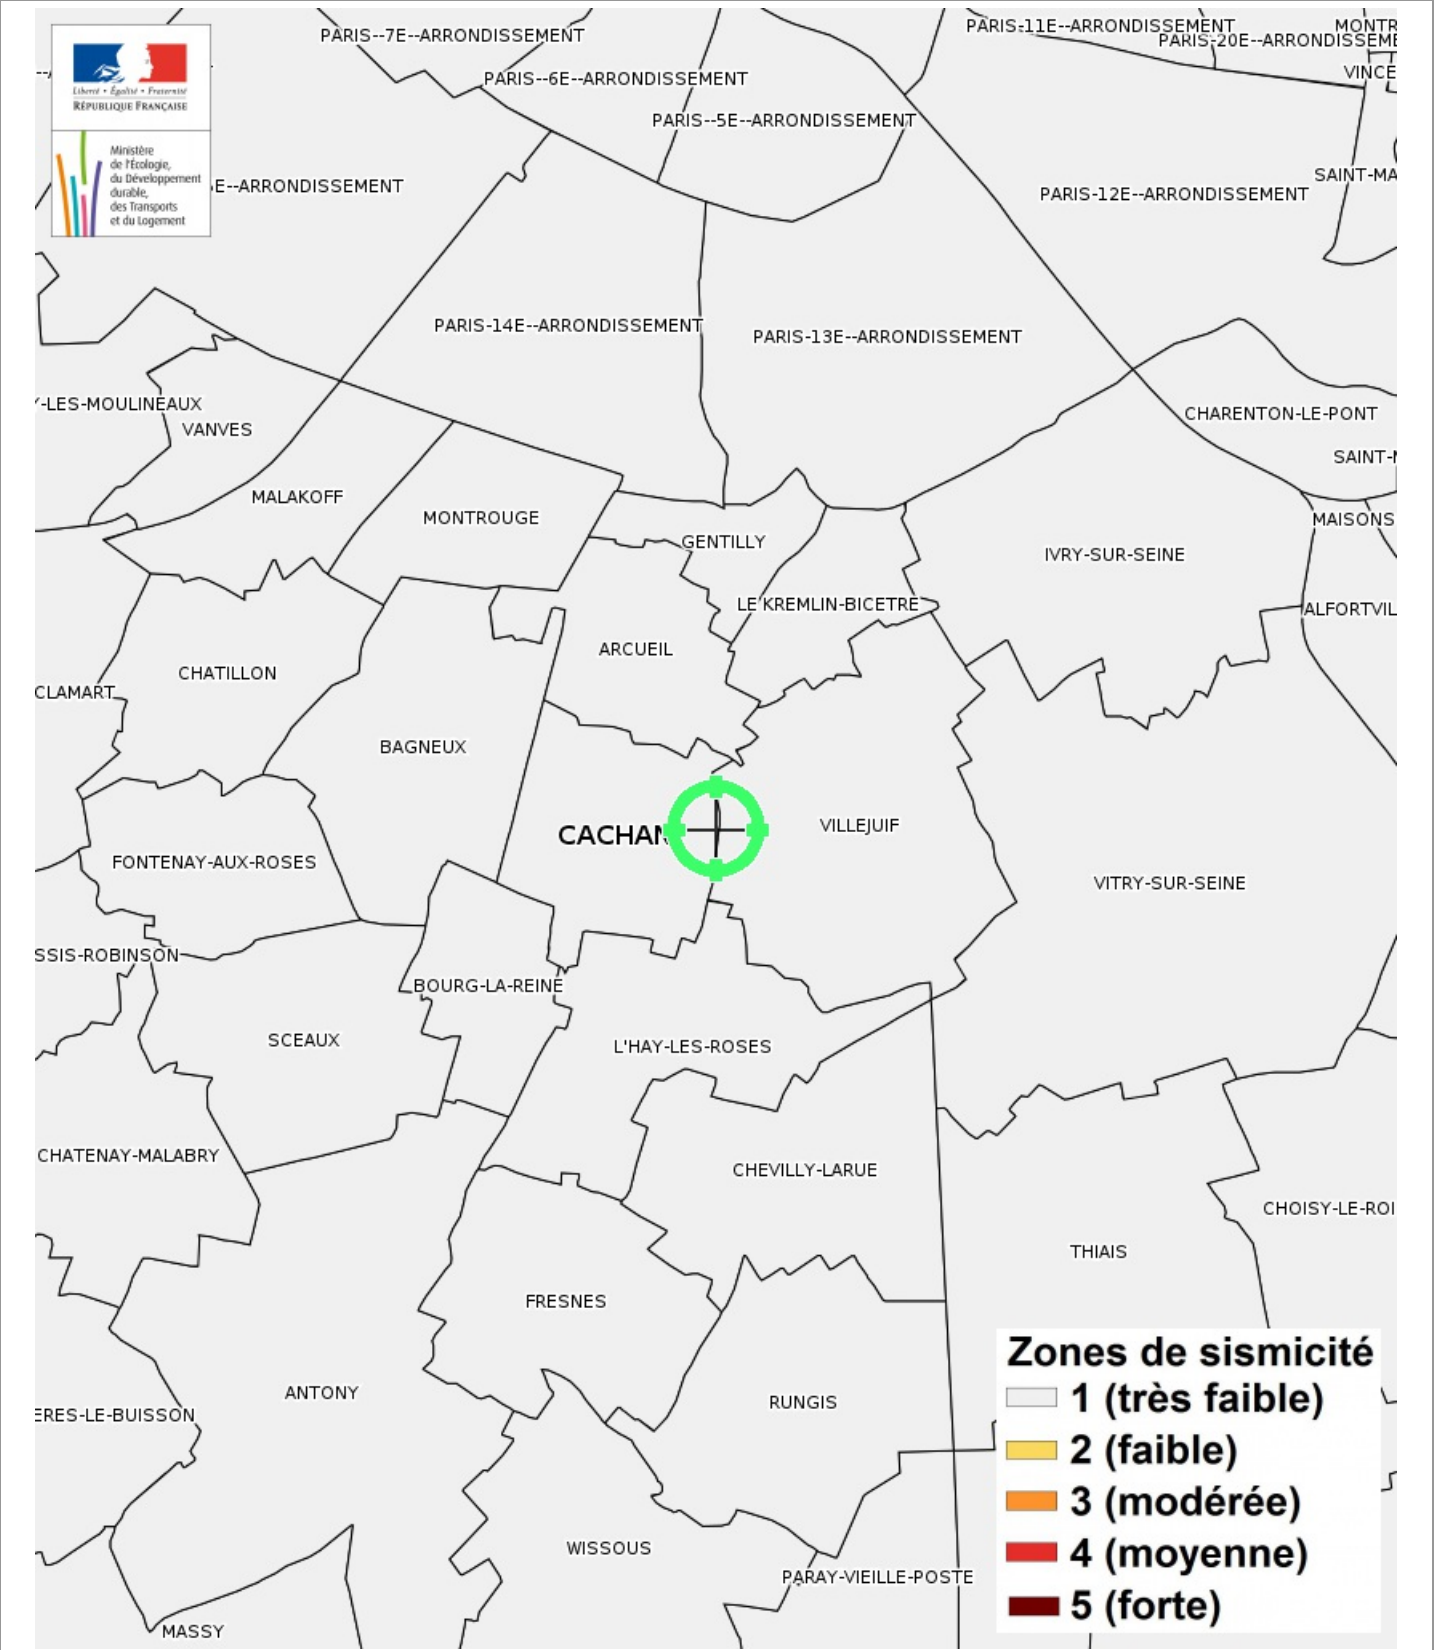 PARIS--7E--ARRONDISSEMENT
PARIS-11E--ARRONDISSEMENT
MONTR
PARIS-20E--ARRONDISSEME
PARIS--6E--ARRONDISSEMENT
VINCE
Liberté • Égalité • Fraternité
RÉPUBLIQUE FRANÇAISE
PARIS--5E--ARRONDISSEMENT
Ministère
de l'Écologie,
du Développement
durable,
des Transports
et du Logement
SAINT-MA
5E--ARRONDISSEMENT
PARIS-12E--ARRONDISSEMENT
PARIS-14E--ARRONDISSEMENT
PARIS-13E--ARRONDISSEMENT
Y-LES-MOULINEAUX
CHARENTON-LE-PONT
VANVES
SAINT-M
MALAKOFF
MONTROUGE
MAISONS
GENTILLY
IVRY-SUR-SEINE
LE KREMLIN-BICETRE
ALFORTVIL
ARCUEIL
CHATILLON
CLAMART
BAGNEUX
CACHAN
VILLEJUIF
FONTENAY-AUX-ROSES
VITRY-SUR-SEINE
SSIS-ROBINSON
BOURG-LA-REINE
SCEAUX
L'HAY-LES-ROSES
CHATENAY-MALABRY
CHEVILLY-LARUE
CHOISY-LE-ROI
THIAIS
FRESNES
ANTONY
RUNGIS
ERES-LE-BUISSON
WISSOUS
PARAY-VIEILLE-POSTE
MASSY
Zones de sismicité
1 (très faible)
2 (faible)
3 (modérée)
4 (moyenne)
5 (forte)